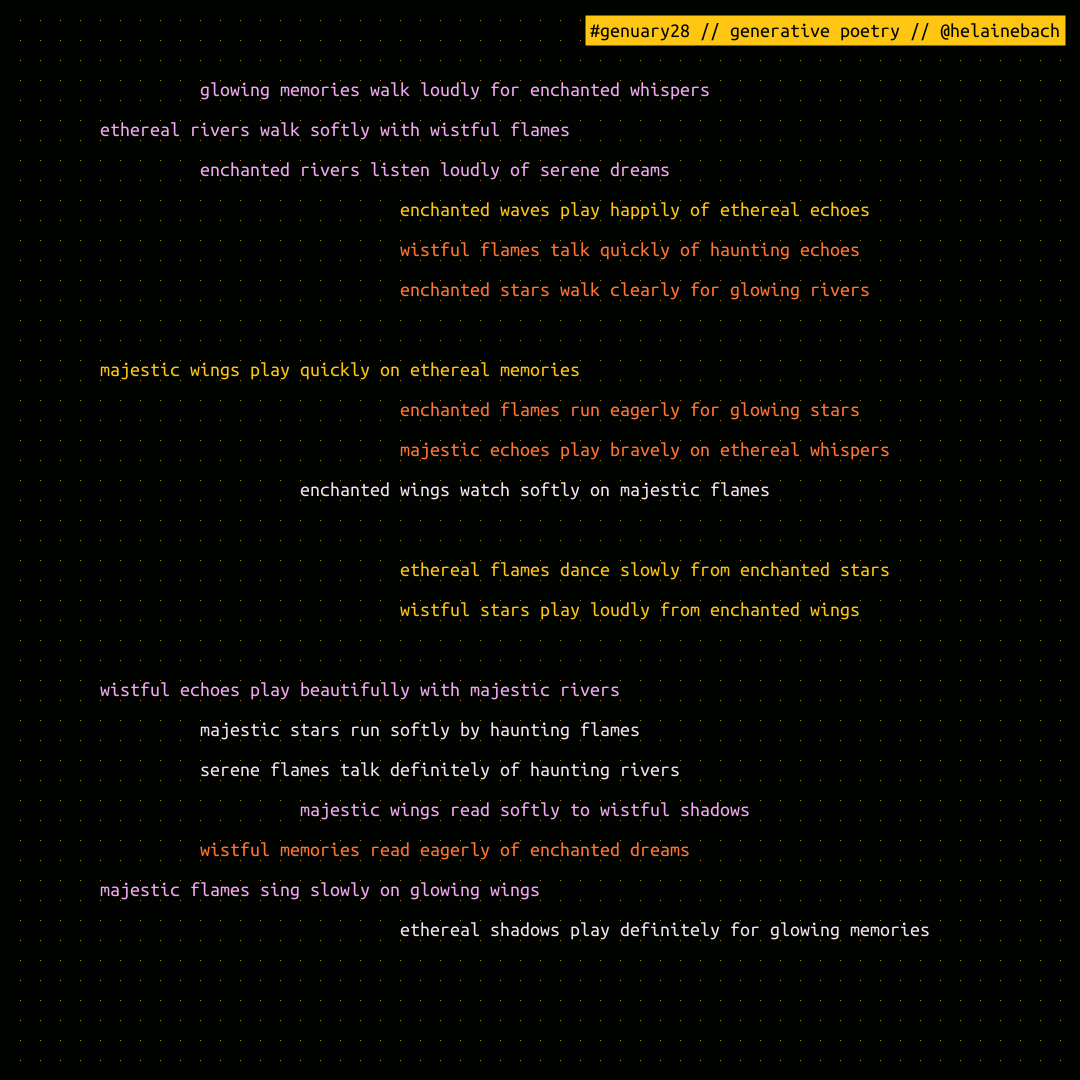 #genuary28 // generative poetry // @helainebach
glowing memories walk loudly for enchanted whispers
ethereal rivers walk softly with wistful flames
enchanted rivers listen loudly of serene dreams
enchanted waves play happily of ethereal echoes
wistful flames talk quickly of haunting echoes
enchanted stars walk clearly for glowing rivers
majestic wings play quickly on ethereal memories
enchanted flames run eagerly for glowing stars
majestic echoes play bravely on ethereal whispers
enchanted wings watch softly on majestic flames
ethereal flames dance slowly from enchanted stars
wistful stars play loudly from enchanted wings
wistful echoes play beautifully with majestic rivers
majestic stars run softly by haunting flames
serene flames talk definitely of haunting rivers
majestic wings read softly to wistful shadows
wistful memories read eagerly of enchanted dreams
majestic flames sing slowly on glowing wings
ethereal shadows play definitely for glowing memories